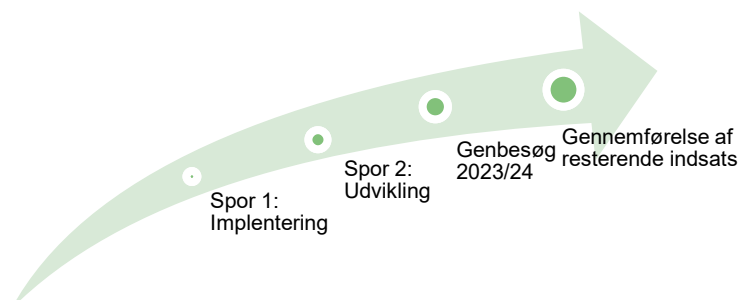 Spor 1:
Implentering
Spor 2:
Udvikling
Genbesøg
2023/24
Gennemførelse af
resterende indsats